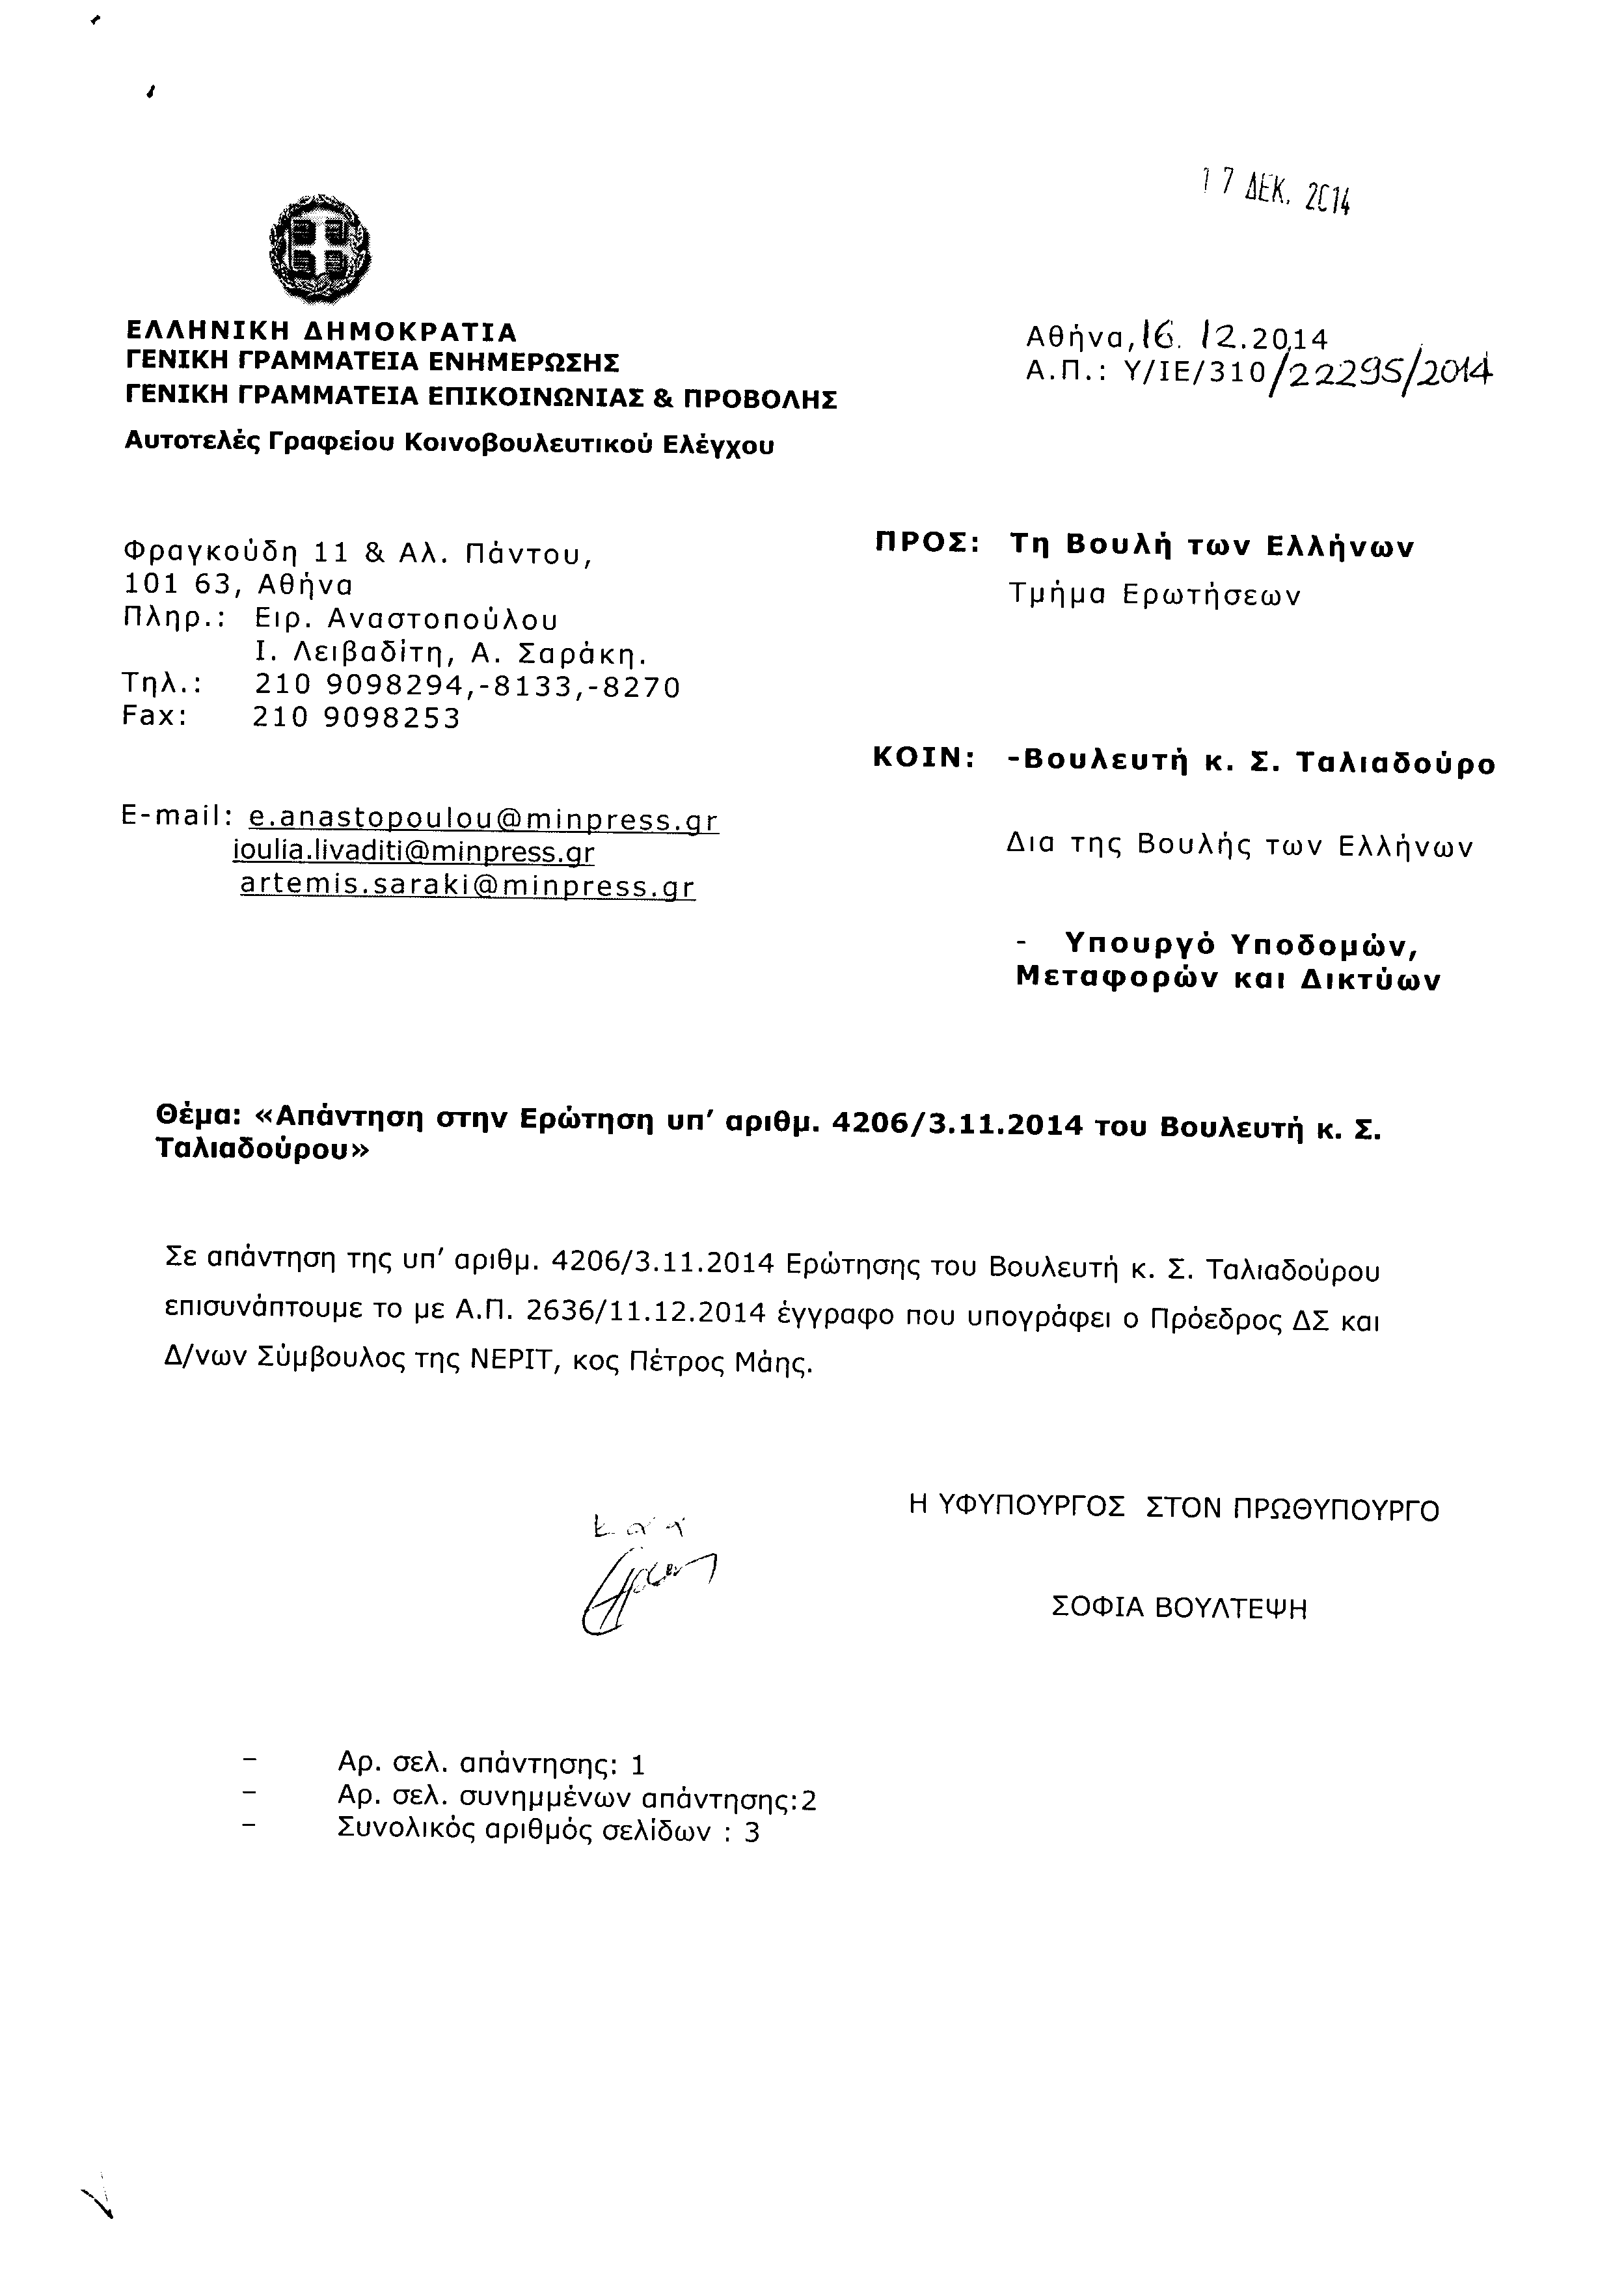 17 ΔΕΚ. 2014
ΕΛΛΗΝΙΚΗ ΔΗΜΟΚΡΑΤΙΑ
ΓΕΝΙΚΗ ΓΡΑΜΜΑΤΕΙΑ ΕΝΗΜΕΡΩΣΗΣ
ΓΕΝΙΚΗ ΓΡΑΜΜΑΤΕΙΑ ΕΠΙΚΟΙΝΩΝΙΑΣ & ΠΡΟΒΟΛΗΣ
Αυτοτελές Γραφείου Κοινοβουλευτικού Ελέγχου
Αθήνα, 16. 12.2014
Α.Π.: Υ/ΙΕ/310/22295/2014
Φραγκούδη 11 & Αλ. Πάντου,
101 63, Αθήνα
Πληρ.: Ειρ. Αναστοπούλου
Ι. Λειβαδίτη, Α. Σαράκη.
Τηλ.: 210 9098294,-8133,-8270
Fax: 210 9098253
E-mail: e.anastopoulou@minpress.gr
ioulia.livaditi@minpress.gr
artemis.saraki@minpress.gr
ΠΡΟΣ: Τη Βουλή των Ελλήνων
Τμήμα Ερωτήσεων
ΚΟΙΝ: -Βουλευτή κ. Σ. Ταλιαδούρο
Δια της Βουλής των Ελλήνων
- Υπουργό Υποδομών,
Μεταφορών και Δικτύων
Θέμα: «Απάντηση στην Ερώτηση υπ’ αριθμ. 4206/3.11.2014 του Βουλευτή κ. Σ.
Ταλιαδούρου»
Σε απάντηση της υπ’ αριθμ. 4206/3.11.2014 Ερώτησης του Βουλευτή κ. Σ. Ταλιαδούρου
επισυνάπτουμε το με Α.Π. 2636/11.12.2014 έγγραφο που υπογράφει ο Πρόεδρος ΔΣ και
Δ/νων Σύμβουλος της ΝΕΡΙΤ, κος Πέτρος Μάης.
Η ΥΦΥΠΟΥΡΓΟΣ ΣΤΟΝ ΠΡΩΘΥΠΟΥΡΓΟ
ΣΟΦΙΑ ΒΟΥΛΤΕΨΗ
- Αρ. σελ. απάντησης: 1
- Αρ. σελ. συνημμένων απάντησης:2
- Συνολικός αριθμός σελίδων : 3